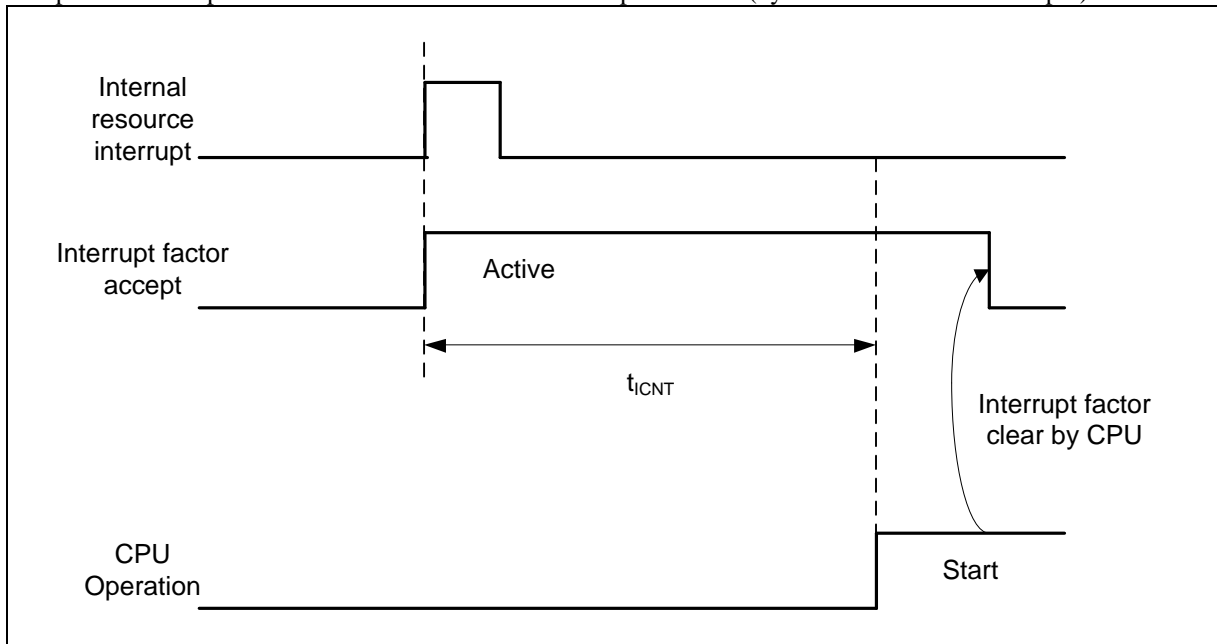 Internal
resource
interrupt
Interrupt factor
accept
Active
tICNT
Interrupt factor
clear by CPU
CPU
Operation
Start